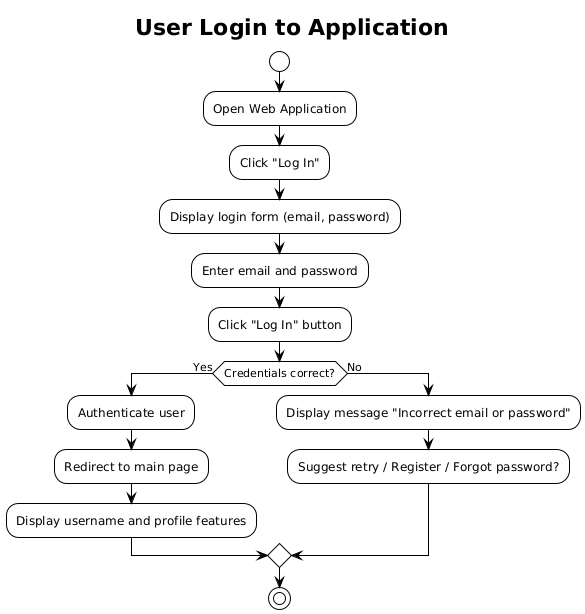 User Login to Application
Open Web Application
Click "Log In"
Display login form (email, password)
Enter email and password
Click "Log In" button
Yes
Credentials correct?
No
Authenticate user
Redirect to main page
Display username and profile features
Display message "Incorrect email or password"
Suggest retry / Register / Forgot password?